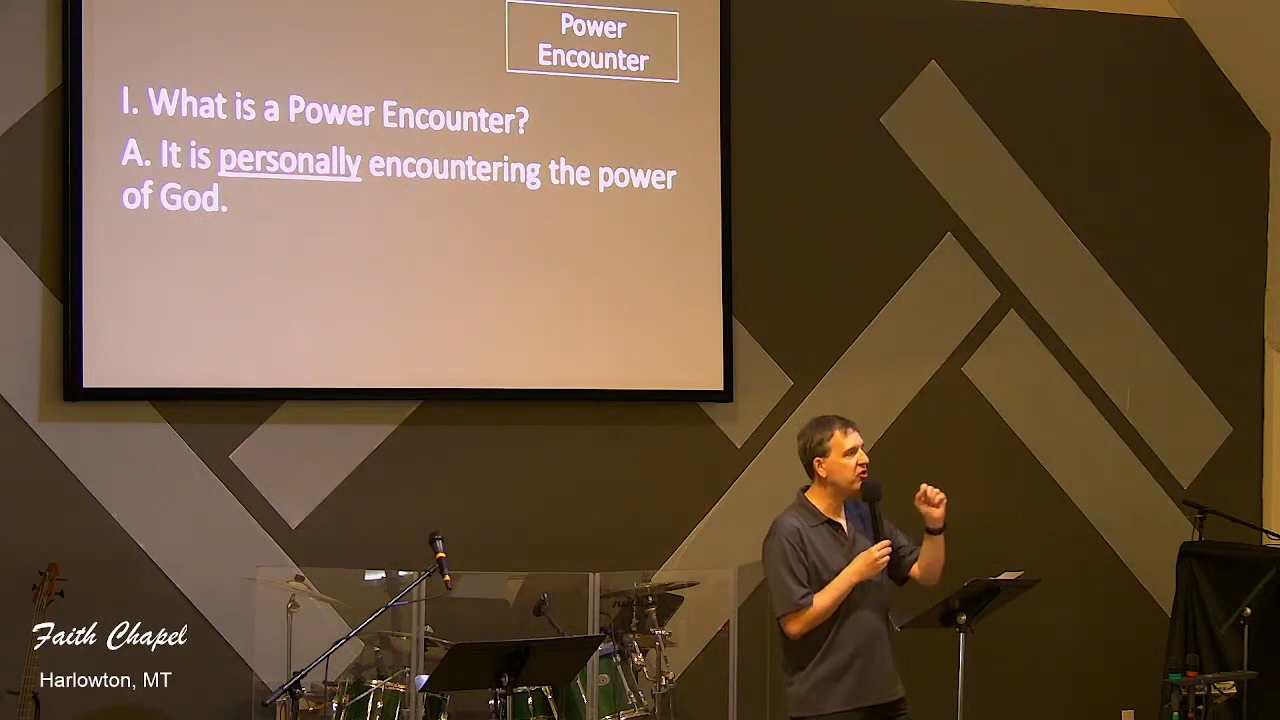 Power
Encounter
I. What is a Power Encounter?
A. It is personally encountering the power
of God.
Faith Chapel
Harlowton, MT